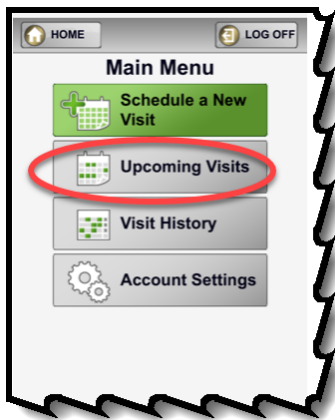 HOME
LOG OFF
Main Menu
Schedule a New
Visit
Upcoming Visits
Visit History
Account Settings